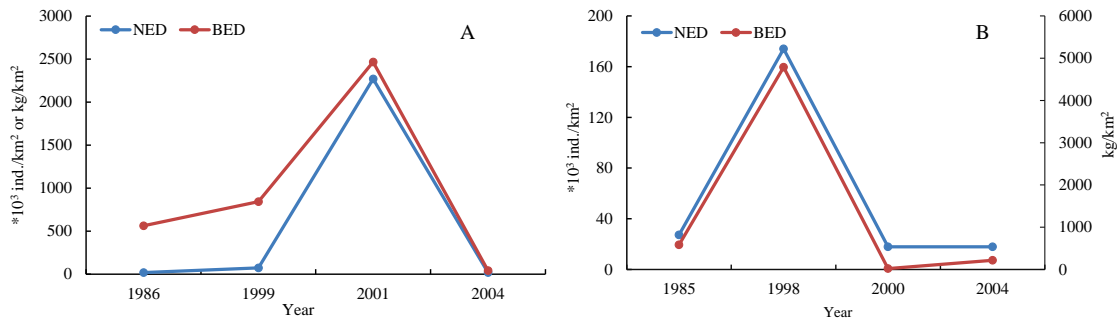 NED BED A
*10³ ind./km² or kg/km²
3000
2500
2000
1500
1000
500
0
1986 1999 2001 2004
Year
NED BED B
*10³ ind./km²
200
160
120
80
40
0
6000
5000
4000
3000
2000
1000
0
kg/km²
1985 1998 2000 2004
Year